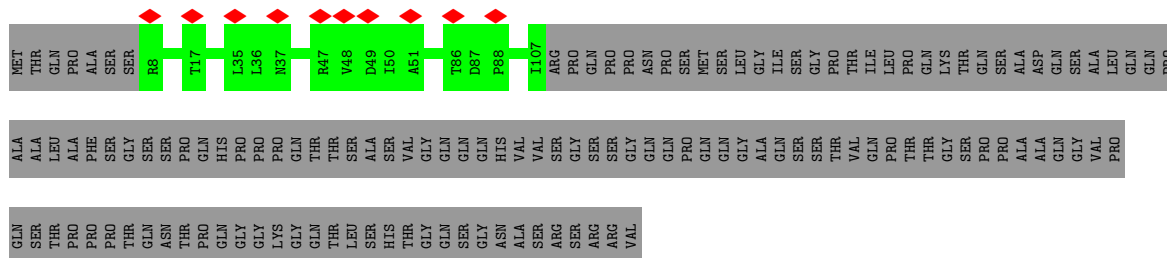 MET THR GLN PRO ALA SER SER R8 T17 L35 L36 N37 R47 V48 D49 I50 A51 T86 D87 P88 I107 ARG PRO GLN PRO PRO ASN PRO SER MET SER LEU GLY ILE SER GLY PRO THR ILE LEU PRO GLN LYS THR GLN SER ALA ASP GLN SER ALA LEU GLN GLN PRO
ALA ALA LEU ALA PHE SER GLY SER SER PRO GLN HIS PRO PRO PRO GLN THR THR SER ALA SER VAL GLY GLN GLN GLN HIS VAL VAL SER GLY SER SER GLY GLN GLN PRO GLN GLN GLY ALA GLN SER SER THR VAL GLN PRO THR THR GLY SER PRO PRO ALA ALA GLN GLY VAL PRO
GLN SER THR PRO PRO PRO THR GLN ASN THR PRO GLN GLY GLY LYS GLY GLN THR LEU SER HIS THR GLY GLN SER GLY ASN ALA SER ARG SER ARG ARG VAL